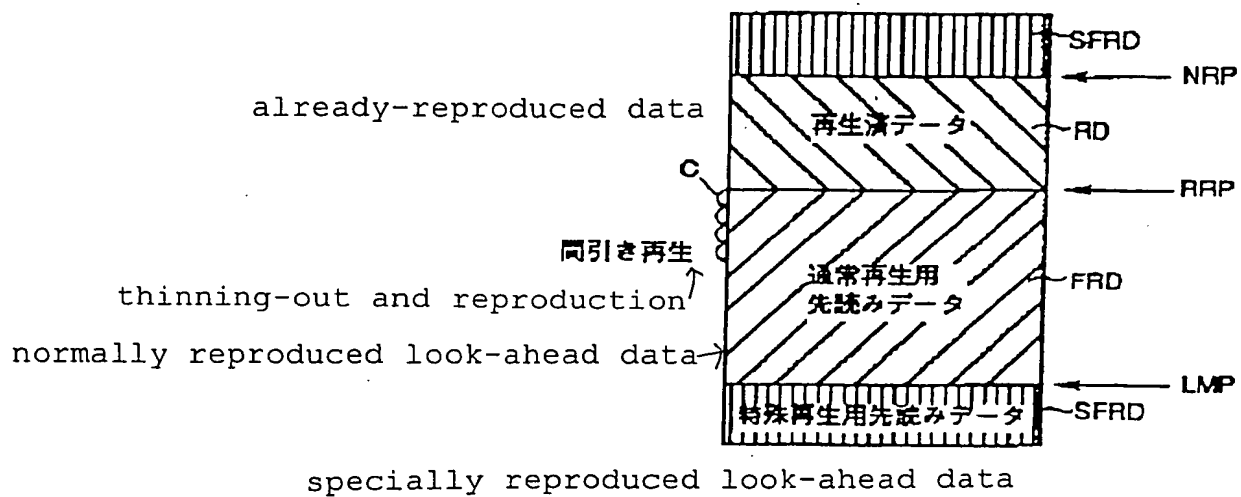 SFRD
NRP
already-reproduced data
再生済データ
RD
C
RRP
間引き再生
thinning-out and reproduction
通常再生用
先読みデータ
FRD
normally reproduced look-ahead data
LMP
特殊再生用先読みデータ
SFRD
specially reproduced look-ahead data